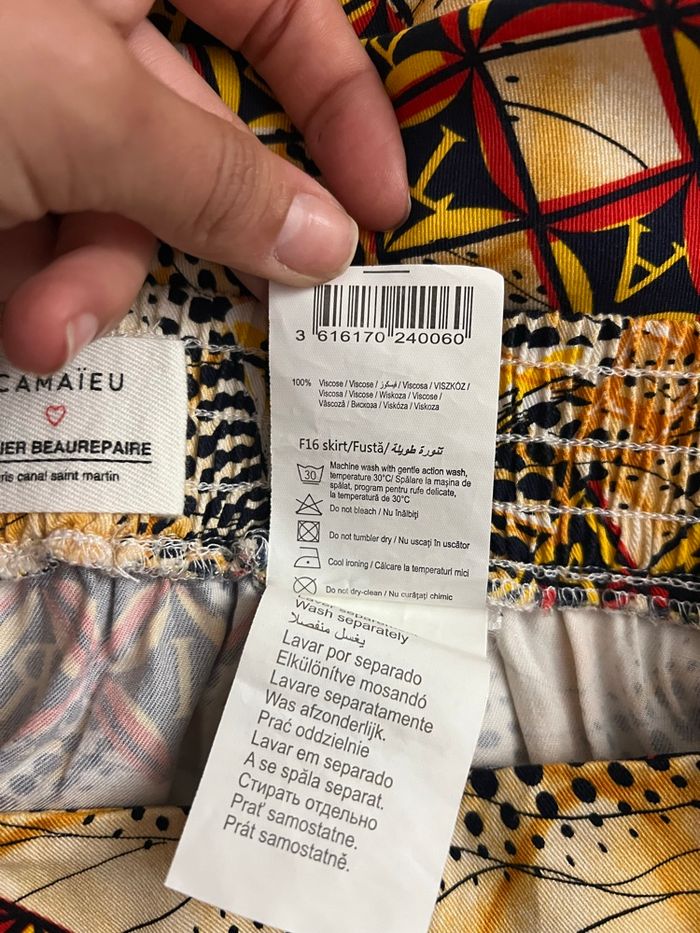 CAMAÏEU
IER BEAUREPAIRE
ris canal saint martin
3 616170 240060
100% Viscose / Viscose / فيسكوز / Viscosa / VISZKÓZ /
Viscosa / Viscose / Wiskoza / Viscose /
Vâscoză / Вискоза / Viskóza / Viskoza
F16 skirt/Fustă/ تنورة طويلة
30
Machine wash with gentle action wash,
temperature 30°C/ Spălare la mașina de
spălat, program pentru rufe delicate,
la temperatură de 30°C
Do not bleach / Nu înălbiți
Do not tumbler dry / Nu uscați în uscător
Cool ironing / Călcare la temperaturi mici
Do not dry-clean / Nu curățați chimic
Wash separately
يغسل منفصلا
Lavar por separado
Elkülönítve mosandó
Lavare separatamente
Was afzonderlijk.
Prać oddzielnie
Lavar em separado
A se spăla separat.
Стирать отдельно
Prať samostatne.
Prát samostatně.